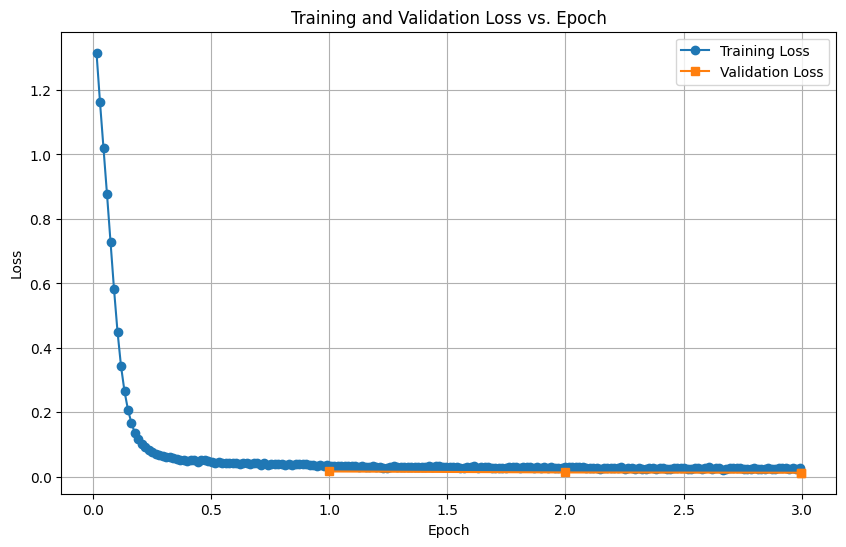 Training and Validation Loss vs. Epoch
Training Loss
Validation Loss
Loss
1.2
1.0
0.8
0.6
0.4
0.2
0.0
0.0 0.5 1.0 1.5 2.0 2.5 3.0
Epoch